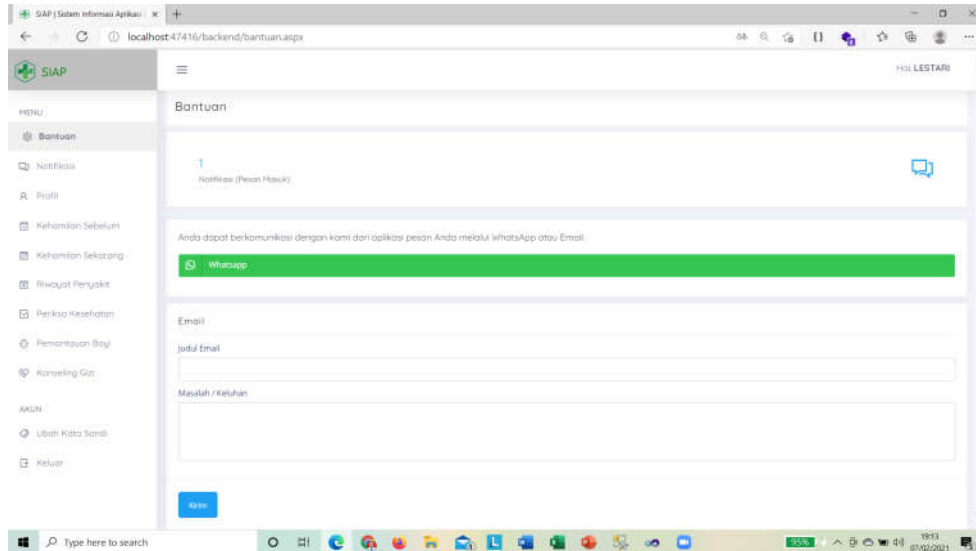 SIAP | Sistem Informasi Aplikasi
localhost:47416/backend/bantuan.aspx
SIAP
Hai, LESTARI
MENU
Bantuan
Notifikasi
Profil
Kehamilan Sebelum
Kehamilan Sekarang
Riwayat Penyakit
Periksa Kesehatan
Pemantauan Bayi
Konseling Gizi
AKUN
Ubah Kata Sandi
Keluar
Bantuan
1
Notifikasi (Pesan Masuk)
Anda dapat berkomunikasi dengan kami dari aplikasi pesan Anda melalui WhatsApp atau Email.
Whatsapp
Email
Judul Email
Masalah / Keluhan
Kirim
Type here to search
95%
19:13
07/02/2021